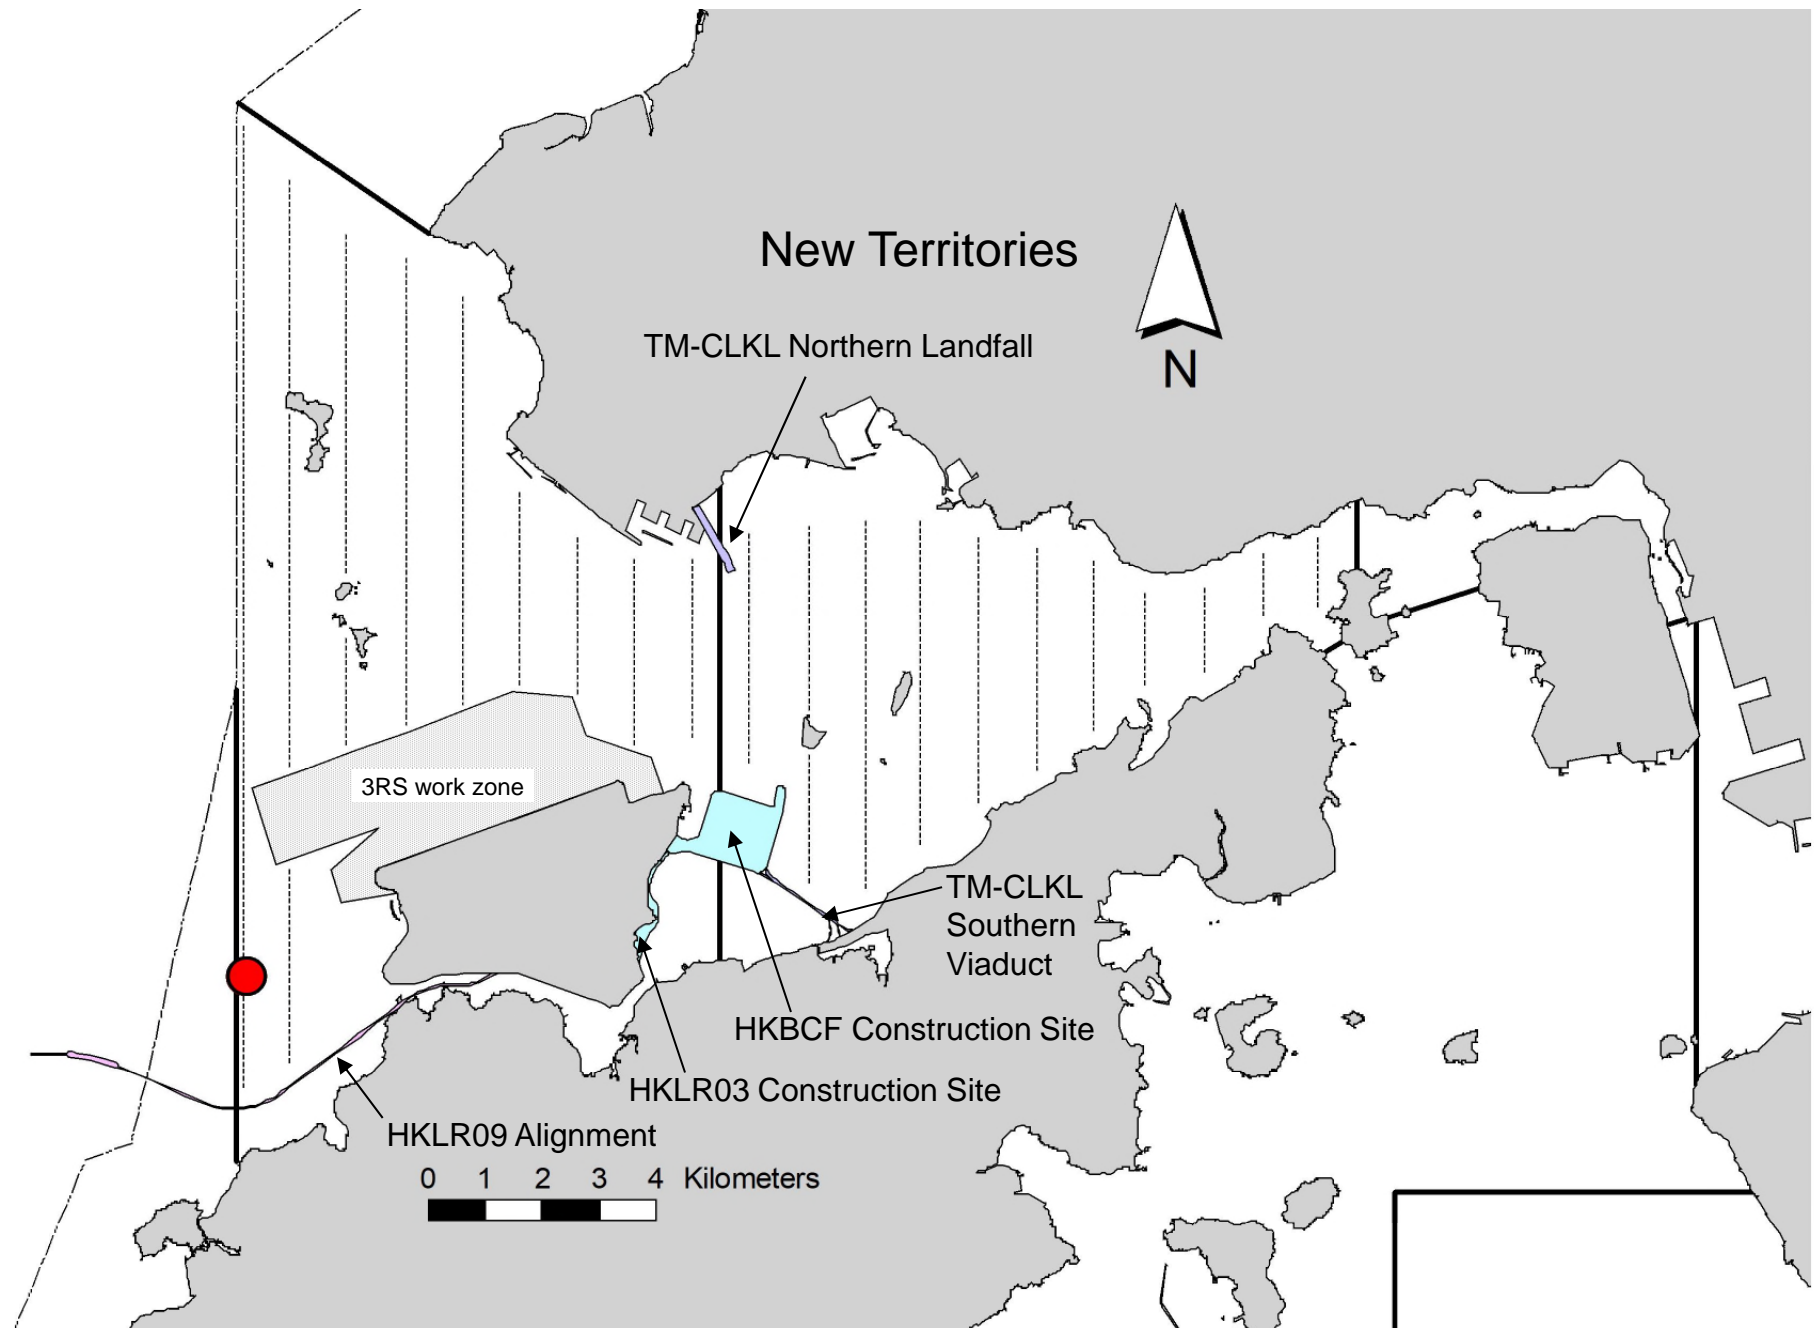 New Territories
TM-CLKL Northern Landfall
N
3RS work zone
TM-CLKL
Southern
Viaduct
HKBCF Construction Site
HKLR03 Construction Site
HKLR09 Alignment
0 1 2 3 4 Kilometers